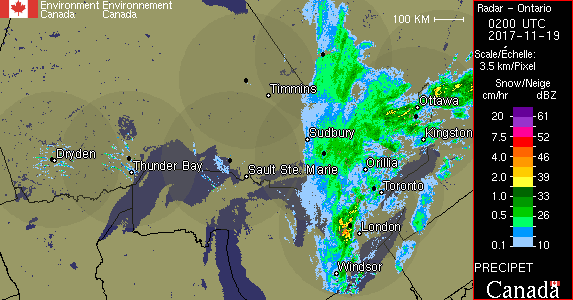 Environment Environnement
Canada Canada
100 KM
Timmins
Ottawa
Sudbury
Kingston
Dryden
Thunder Bay
Sault Ste. Marie
Orillia
Toronto
London
Windsor
Radar - Ontario
0200 UTC
2017-11-19
Scale/Échelle:
3.5 km/Pixel
Snow/Neige
cm/hr dBZ
20 61
7.5 52
4.0 46
2.0 39
1.0 33
0.5 26
0.1 10
PRECIPET
Canada